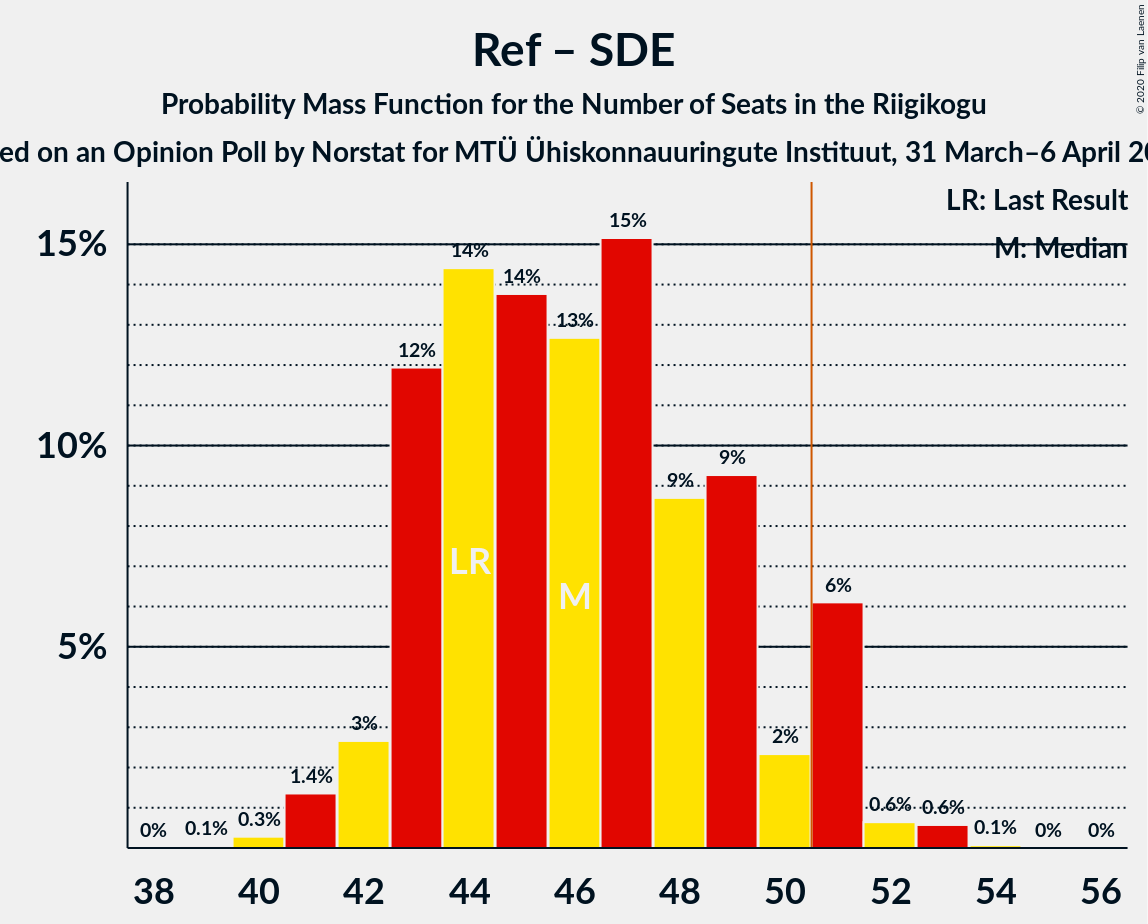 Ref – SDE
Probability Mass Function for the Number of Seats in the Riigikogu
ed on an Opinion Poll by Norstat for MTÜ Ühiskonnauuringute Instituut, 31 March–6 April 20
© 2020 Filip van Laenen
LR: Last Result
M: Median
15%
10%
5%
0% 0.1% 0.3% 1.4% 3% 12% 14% 14% 13% 15% 9% 9% 2% 6% 0.6% 0.6% 0.1% 0% 0%
LR
M
38 40 42 44 46 48 50 52 54 56